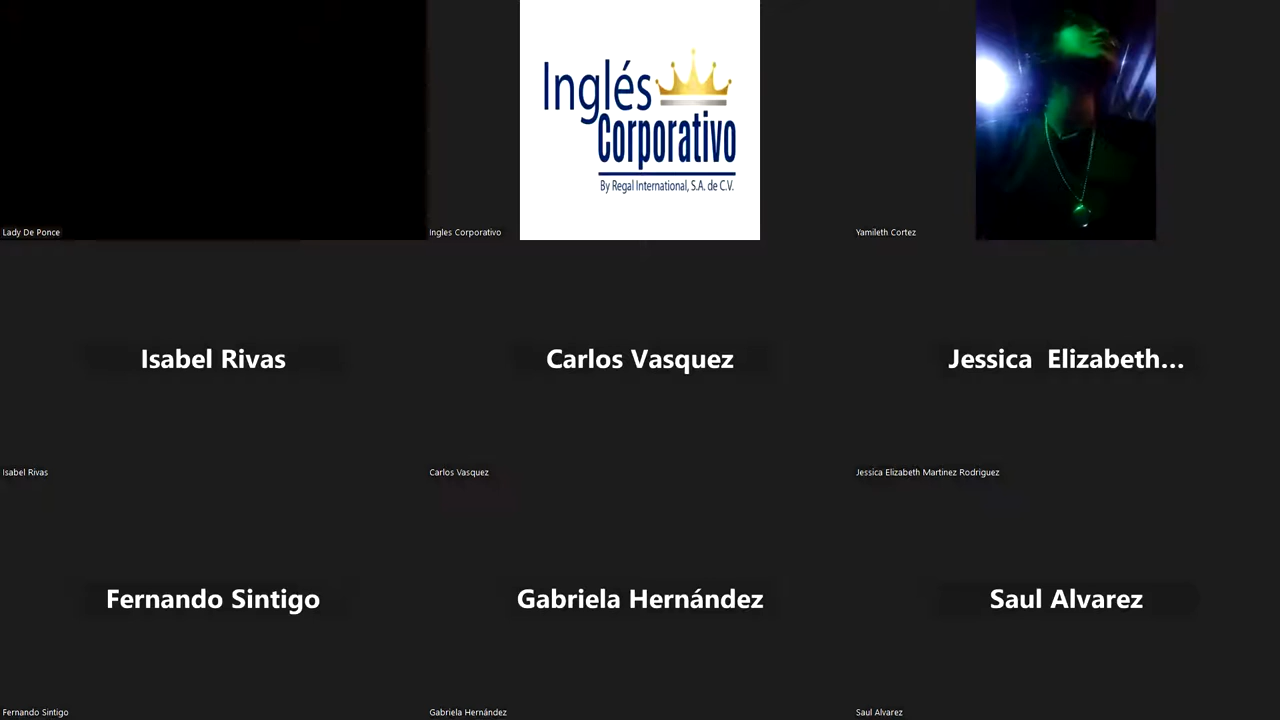 Inglés
Corporativo
By Regal International, S.A. de C.V.
Lady De Ponce
Ingles Corporativo
Yamileth Cortez
Isabel Rivas
Carlos Vasquez
Jessica Elizabeth...
Isabel Rivas
Carlos Vasquez
Jessica Elizabeth Martinez Rodriguez
Fernando Sintigo
Gabriela Hernández
Saul Alvarez
Fernando Sintigo
Gabriela Hernández
Saul Alvarez